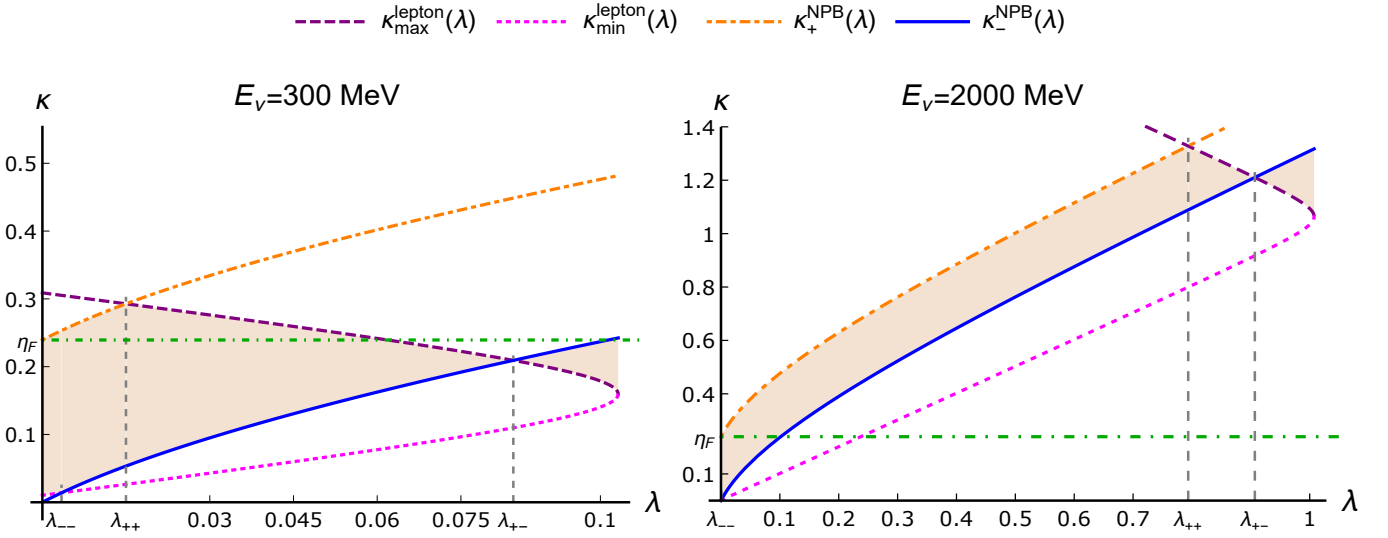 κ_max^lepton(λ) κ_min^lepton(λ) κ_+^NPB(λ) κ_−^NPB(λ)
E_ν=300 MeV
κ
0.5
0.4
0.3
η_F
0.2
0.1
λ_−− λ_++ 0.03 0.045 0.06 0.075 λ_+− 0.1 λ
E_ν=2000 MeV
κ
1.4
1.2
1
0.8
0.6
0.4
η_F
0.1
λ_−− 0.1 0.2 0.3 0.4 0.5 0.6 0.7 λ_++ λ_+− 1 λ